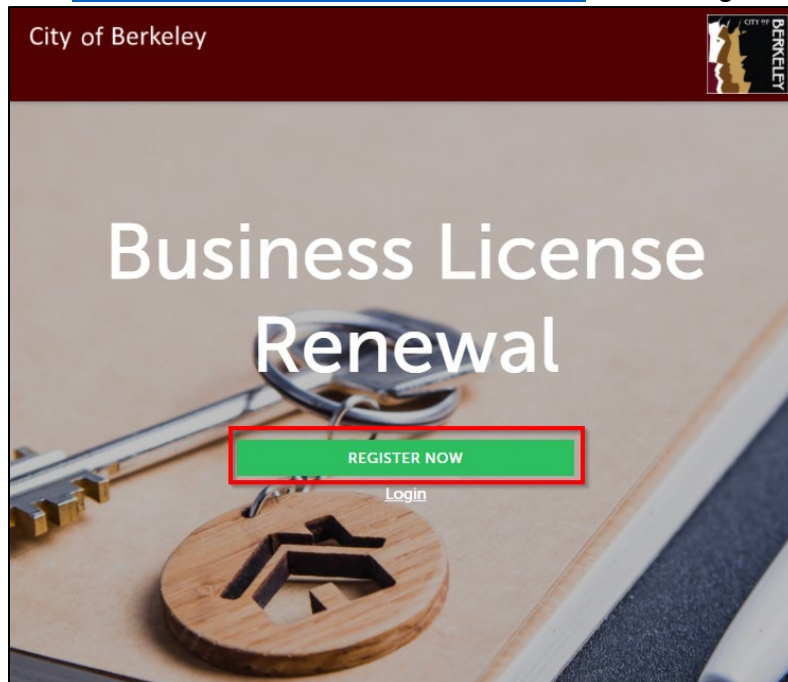 City of Berkeley
CITY OF
BERKELEY
Business License
Renewal
REGISTER NOW
Login